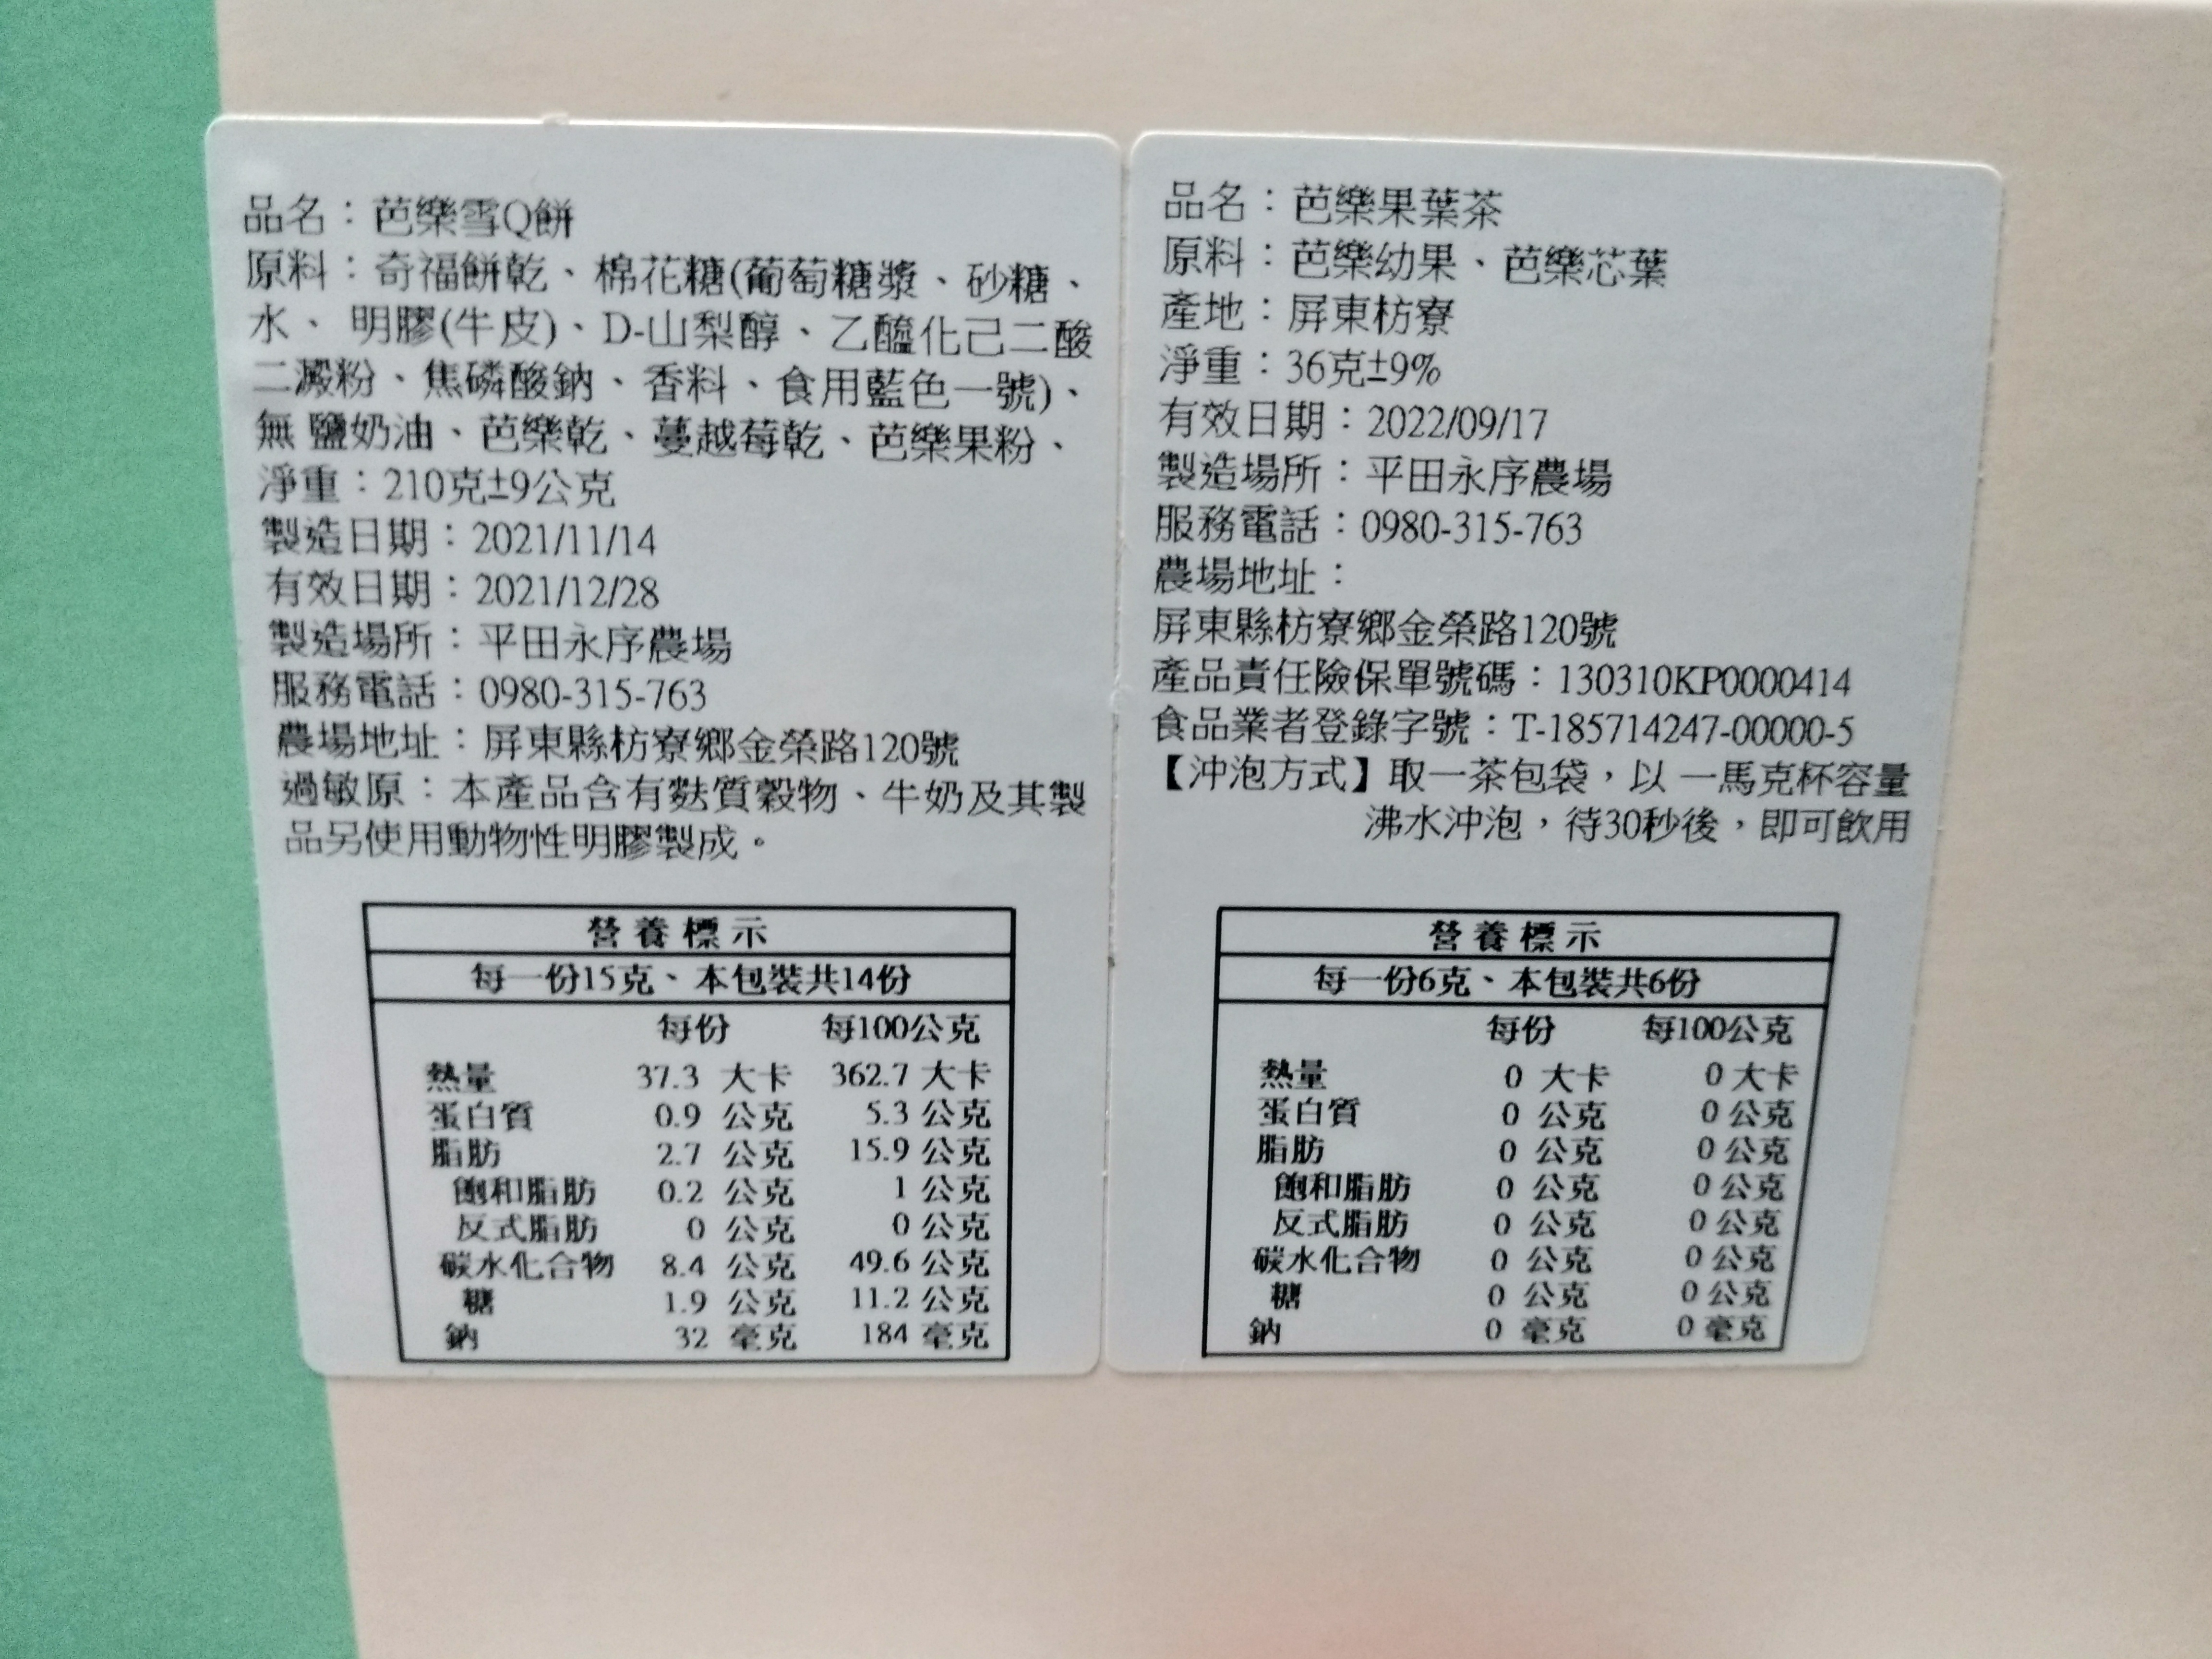 品名：芭樂雪Q餅
原料：奇福餅乾、棉花糖(葡萄糖漿、砂糖、
水、 明膠(牛皮)、D-山梨醇、乙醯化己二酸
二澱粉、焦磷酸鈉、香料、食用藍色一號)、
無鹽奶油、芭樂乾、蔓越莓乾、芭樂果粉、
淨重：210克±9公克
製造日期：2021/11/14
有效日期：2021/12/28
製造場所：平田永序農場
服務電話：0980-315-763
農場地址：屏東縣枋寮鄉金榮路120號
過敏原：本產品含有麩質穀物、牛奶及其製
品另使用動物性明膠製成。
營養標示
每一份15克、本包裝共14份
每份 每100公克
熱量 37.3 大卡 362.7 大卡
蛋白質 0.9 公克 5.3 公克
脂肪 2.7 公克 15.9 公克
飽和脂肪 0.2 公克 1 公克
反式脂肪 0 公克 0 公克
碳水化合物 8.4 公克 49.6 公克
糖 1.9 公克 11.2 公克
鈉 32 毫克 184 毫克
品名：芭樂果葉茶
原料：芭樂幼果、芭樂芯葉
產地：屏東枋寮
淨重：36克±9%
有效日期：2022/09/17
製造場所：平田永序農場
服務電話：0980-315-763
農場地址：
屏東縣枋寮鄉金榮路120號
產品責任險保單號碼：130310KP0000414
食品業者登錄字號：T-185714247-00000-5
【沖泡方式】取一茶包袋，以 一馬克杯容量
沸水沖泡，待30秒後，即可飲用
營養標示
每一份6克、本包裝共6份
每份 每100公克
熱量 0 大卡 0 大卡
蛋白質 0 公克 0 公克
脂肪 0 公克 0 公克
飽和脂肪 0 公克 0 公克
反式脂肪 0 公克 0 公克
碳水化合物 0 公克 0 公克
糖 0 公克 0 公克
鈉 0 毫克 0 毫克